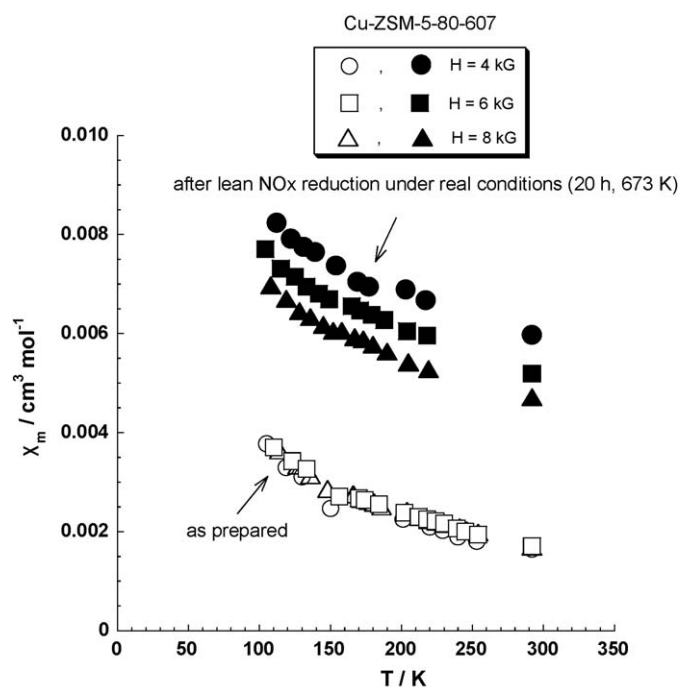 Cu-ZSM-5-80-607
○ , ● H = 4 kG
□ , ■ H = 6 kG
△ , ▲ H = 8 kG
after lean NOx reduction under real conditions (20 h, 673 K)
as prepared
χm / cm³ mol⁻¹
0.010
0.008
0.006
0.004
0.002
0
0 50 100 150 200 250 300 350
T / K